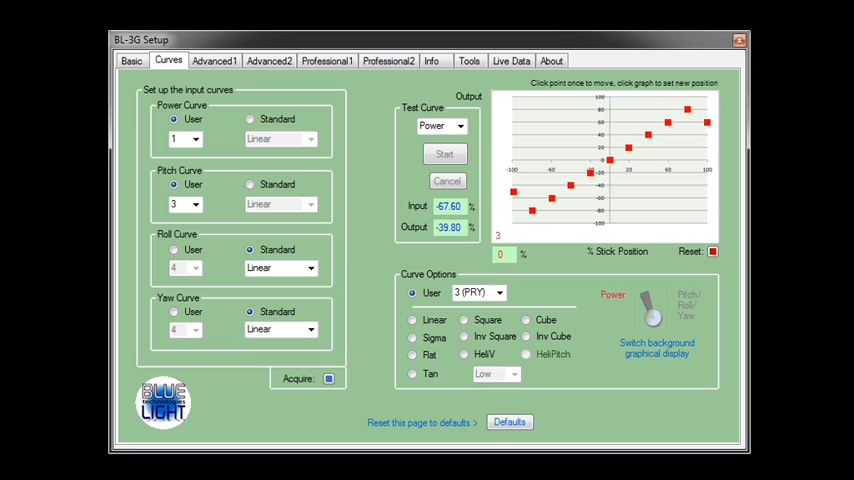 BL-3G Setup
Basic Curves Advanced1 Advanced2 Professional1 Professional2 Info Tools Live Data About
Set up the input curves
Power Curve
User Standard
1 Linear
Pitch Curve
User Standard
3 Linear
Roll Curve
User Standard
4 Linear
Yaw Curve
User Standard
4 Linear
Acquire:
BLUE
technologies
LIGHT
Test Curve
Power
Start
Cancel
Input -67.60 %
Output -39.80 %
Click point once to move, click graph to set new position
Output
100
80
60
40
20
-100 -60 -20 20 60 100
-20
-40
-60
-80
-100
3
0 % % Stick Position Reset:
Curve Options
User 3 (PRY)
Linear Square Cube
Sigma Inv Square Inv Cube
Flat HeliV HeliPitch
Tan Low
Power Pitch/
Roll/
Yaw
Switch background
graphical display
Reset this page to defaults > Defaults